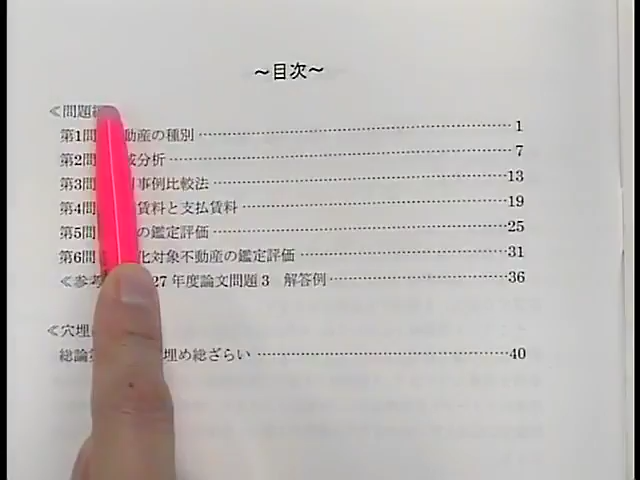 ～目次～
≪問題
第1問 動産の種別 1
第2問 分析 7
第3問 事例比較法 13
第4問 賃料と支払賃料 19
第5問 の鑑定評価 25
第6問 化対象不動産の鑑定評価 31
≪参考 27年度論文問題3 解答例 36
≪穴埋
総論 埋め総ざらい 40